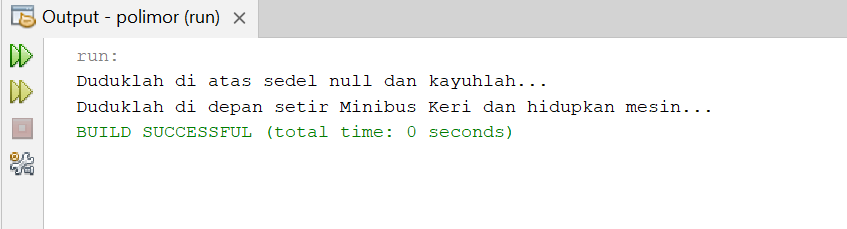 Output - polimor (run)
run:
Duduklah di atas sedel null dan kayuhlah...
Duduklah di depan setir Minibus Keri dan hidupkan mesin...
BUILD SUCCESSFUL (total time: 0 seconds)